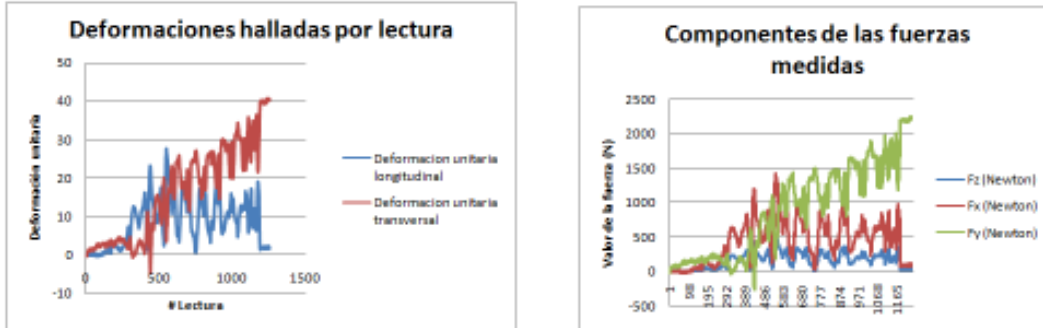 Deformaciones halladas por lectura
50
40
30
20
10
0
-10
0
500
1000
1500
Deformación unitaria
# Lectura
Deformacion unitaria
longitudinal
Deformacion unitaria
transversal
Componentes de las fuerzas
medidas
2500
2000
1500
1000
500
0
-500
1
98
195
292
389
486
583
680
777
874
971
1068
1165
Valor de la fuerza (N)
Fz (Newton)
Fx (Newton)
Fy (Newton)